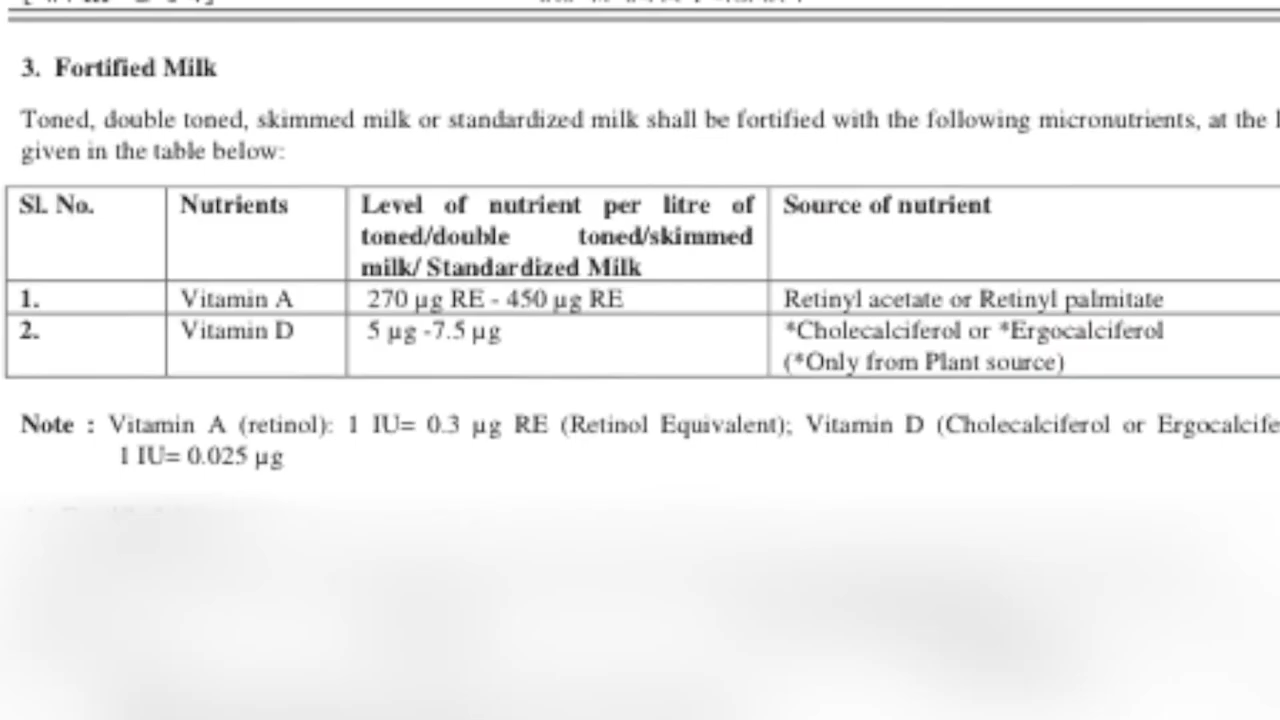 3. Fortified Milk
Toned, double toned, skimmed milk or standardized milk shall be fortified with the following micronutrients, at the
given in the table below:
Sl. No. Nutrients Level of nutrient per litre of Source of nutrient
toned/double toned/skimmed
milk/ Standardized Milk
1. Vitamin A 270 µg RE - 450 µg RE Retinyl acetate or Retinyl palmitate
2. Vitamin D 5 µg -7.5 µg *Cholecalciferol or *Ergocalciferol
(*Only from Plant source)
Note : Vitamin A (retinol): 1 IU= 0.3 µg RE (Retinol Equivalent); Vitamin D (Cholecalciferol or Ergocalcife
1 IU= 0.025 µg